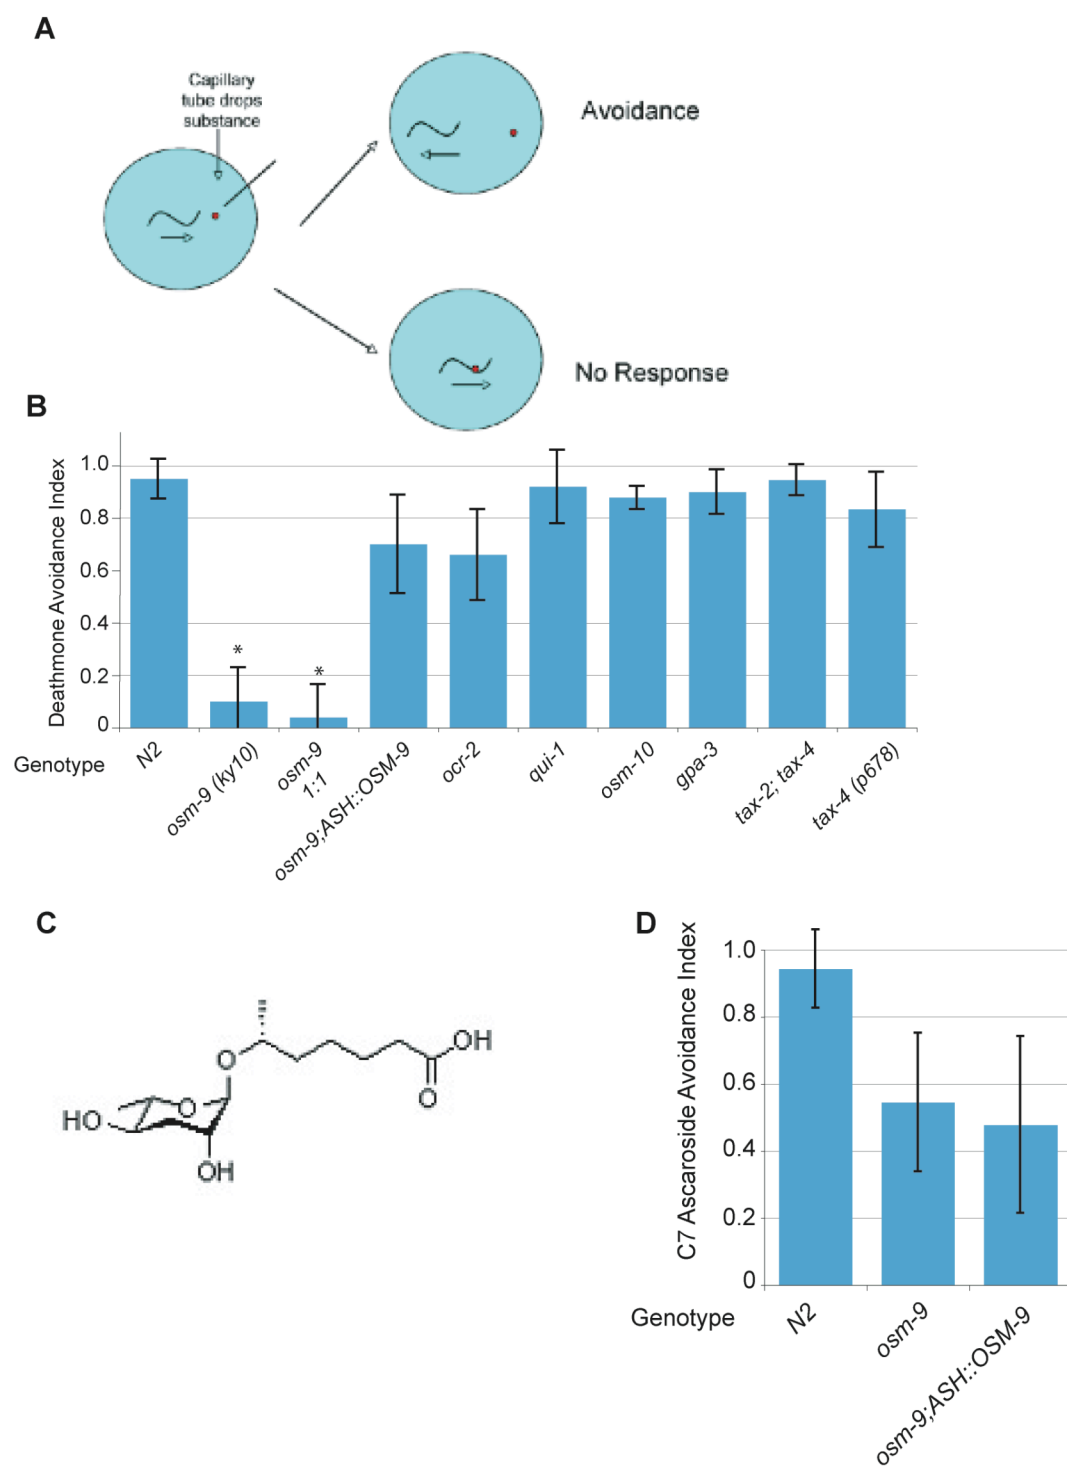 A
Capillary
tube drops
substance
Avoidance
No Response
B
Deathmone Avoidance Index
1.0
0.8
0.6
0.4
0.2
0
Genotype
N2
osm-9 (ky10)
osm-9
1:1
osm-9;ASH::OSM-9
ocr-2
qui-1
osm-10
gpa-3
tax-2; tax-4
tax-4 (p678)
*
*
C
HO
O
O
OH
O
OH
D
C7 Ascaroside Avoidance Index
1.0
0.8
0.6
0.4
0.2
0
Genotype
N2
osm-9
osm-9;ASH::OSM-9